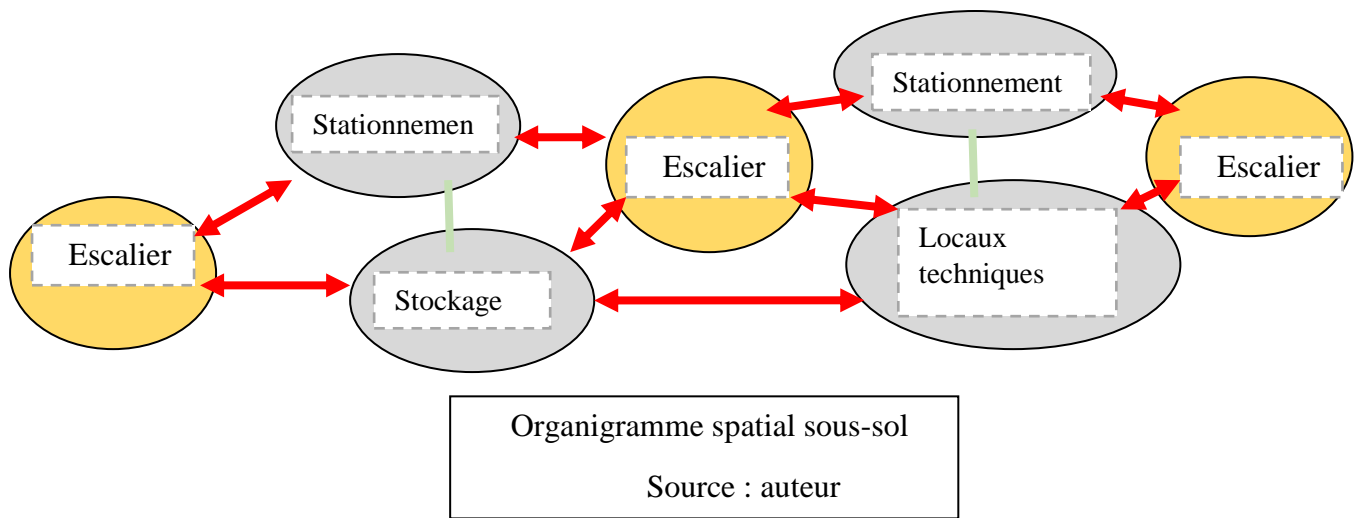 Stationnement
Stationnemen
Escalier
Escalier
Escalier
Locaux
techniques
Stockage
Organigramme spatial sous-sol
Source : auteur